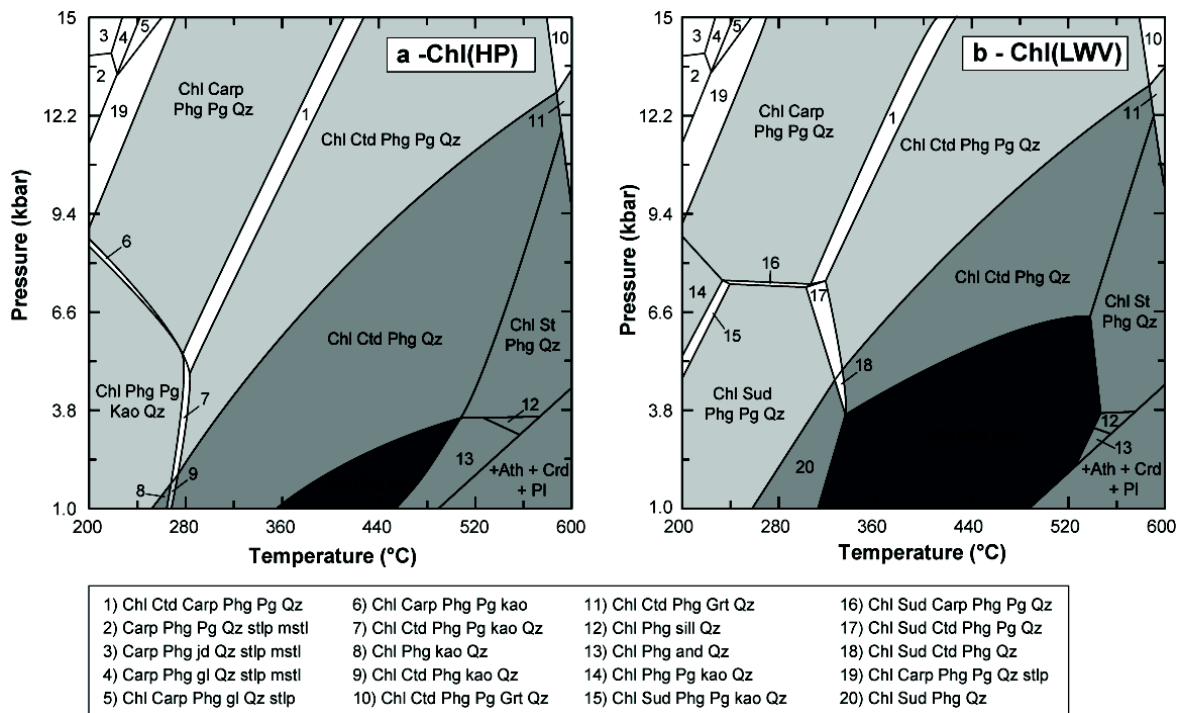 15
12.2
9.4
6.6
3.8
1.0
Pressure (kbar)
200
280
360
440
520
600
Temperature (°C)
a -Chl(HP)
3
4
5
2
19
Chl Carp
Phg Pg Qz
1
Chl Ctd Phg Pg Qz
10
11
6
Chl Ctd Phg Qz
Chl St
Phg Qz
Chl Phg Pg
Kao Qz
7
12
13
8
9
+Ath + Crd
+ Pl
15
12.2
9.4
6.6
3.8
1.0
Pressure (kbar)
200
280
360
440
520
600
Temperature (°C)
b - Chl(LWV)
3
4
5
2
19
Chl Carp
Phg Pg Qz
1
Chl Ctd Phg Pg Qz
10
11
16
14
17
15
Chl Ctd Phg Qz
Chl St
Phg Qz
18
Chl Sud
Phg Pg Qz
12
13
20
+Ath + Crd
+ Pl
1) Chl Ctd Carp Phg Pg Qz
2) Carp Phg Pg Qz stlp mstl
3) Carp Phg jd Qz stlp mstl
4) Carp Phg gl Qz stlp mstl
5) Chl Carp Phg gl Qz stlp
6) Chl Carp Phg Pg kao
7) Chl Ctd Phg Pg kao Qz
8) Chl Phg kao Qz
9) Chl Ctd Phg kao Qz
10) Chl Ctd Phg Pg Grt Qz
11) Chl Ctd Phg Grt Qz
12) Chl Phg sill Qz
13) Chl Phg and Qz
14) Chl Phg Pg kao Qz
15) Chl Sud Phg Pg kao Qz
16) Chl Sud Carp Phg Pg Qz
17) Chl Sud Ctd Phg Pg Qz
18) Chl Sud Ctd Phg Qz
19) Chl Carp Phg Pg Qz stlp
20) Chl Sud Phg Qz